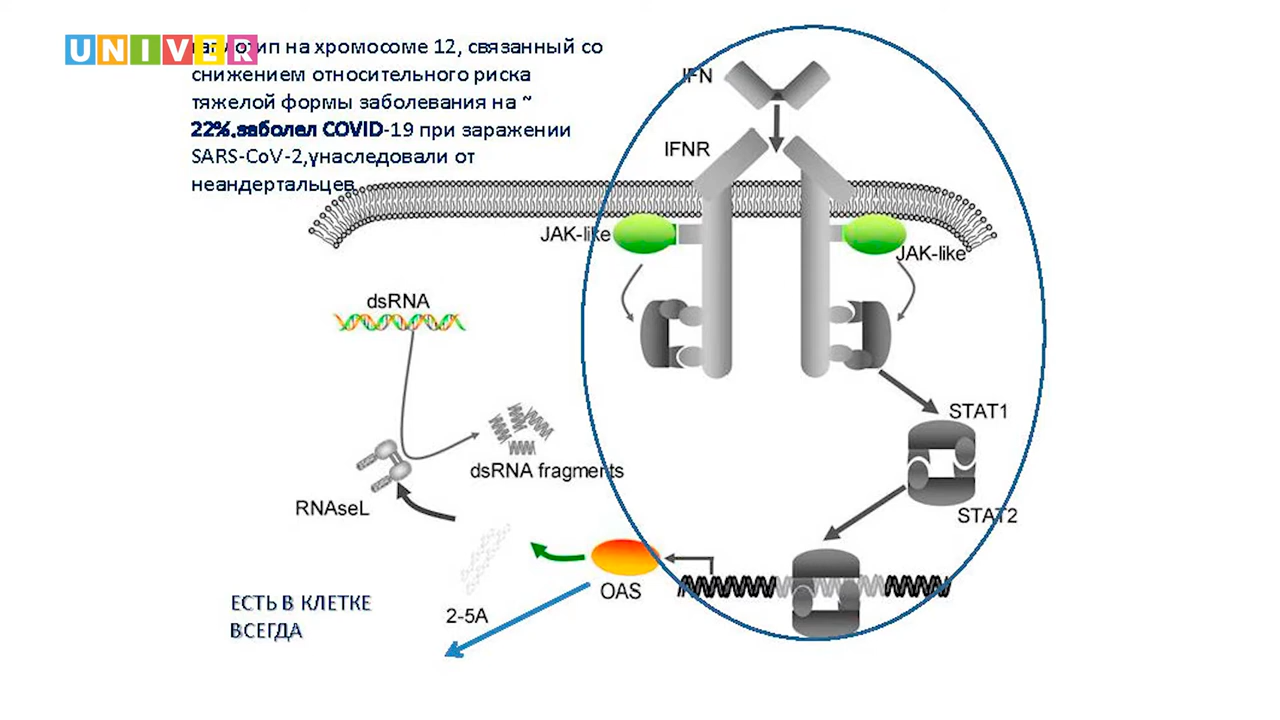 UNIVER
на хромосоме 12, связанный со
снижением относительного риска
тяжелой формы заболевания на ~
22%.заболел COVID-19 при заражении
SARS-CoV-2,унаследовали от
неандертальцев
IFN
IFNR
JAK-like
JAK-like
dsRNA
STAT1
dsRNA fragments
RNAseL
STAT2
OAS
2-5A
ЕСТЬ В КЛЕТКЕ
ВСЕГДА